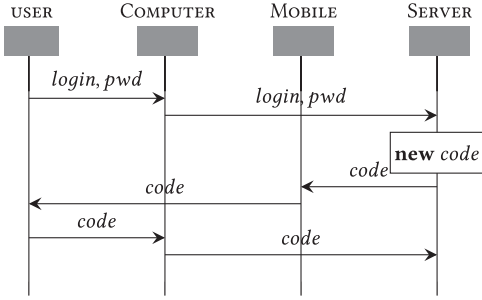 USER COMPUTER MOBILE SERVER
login, pwd
login, pwd
new code
code
code
code
code